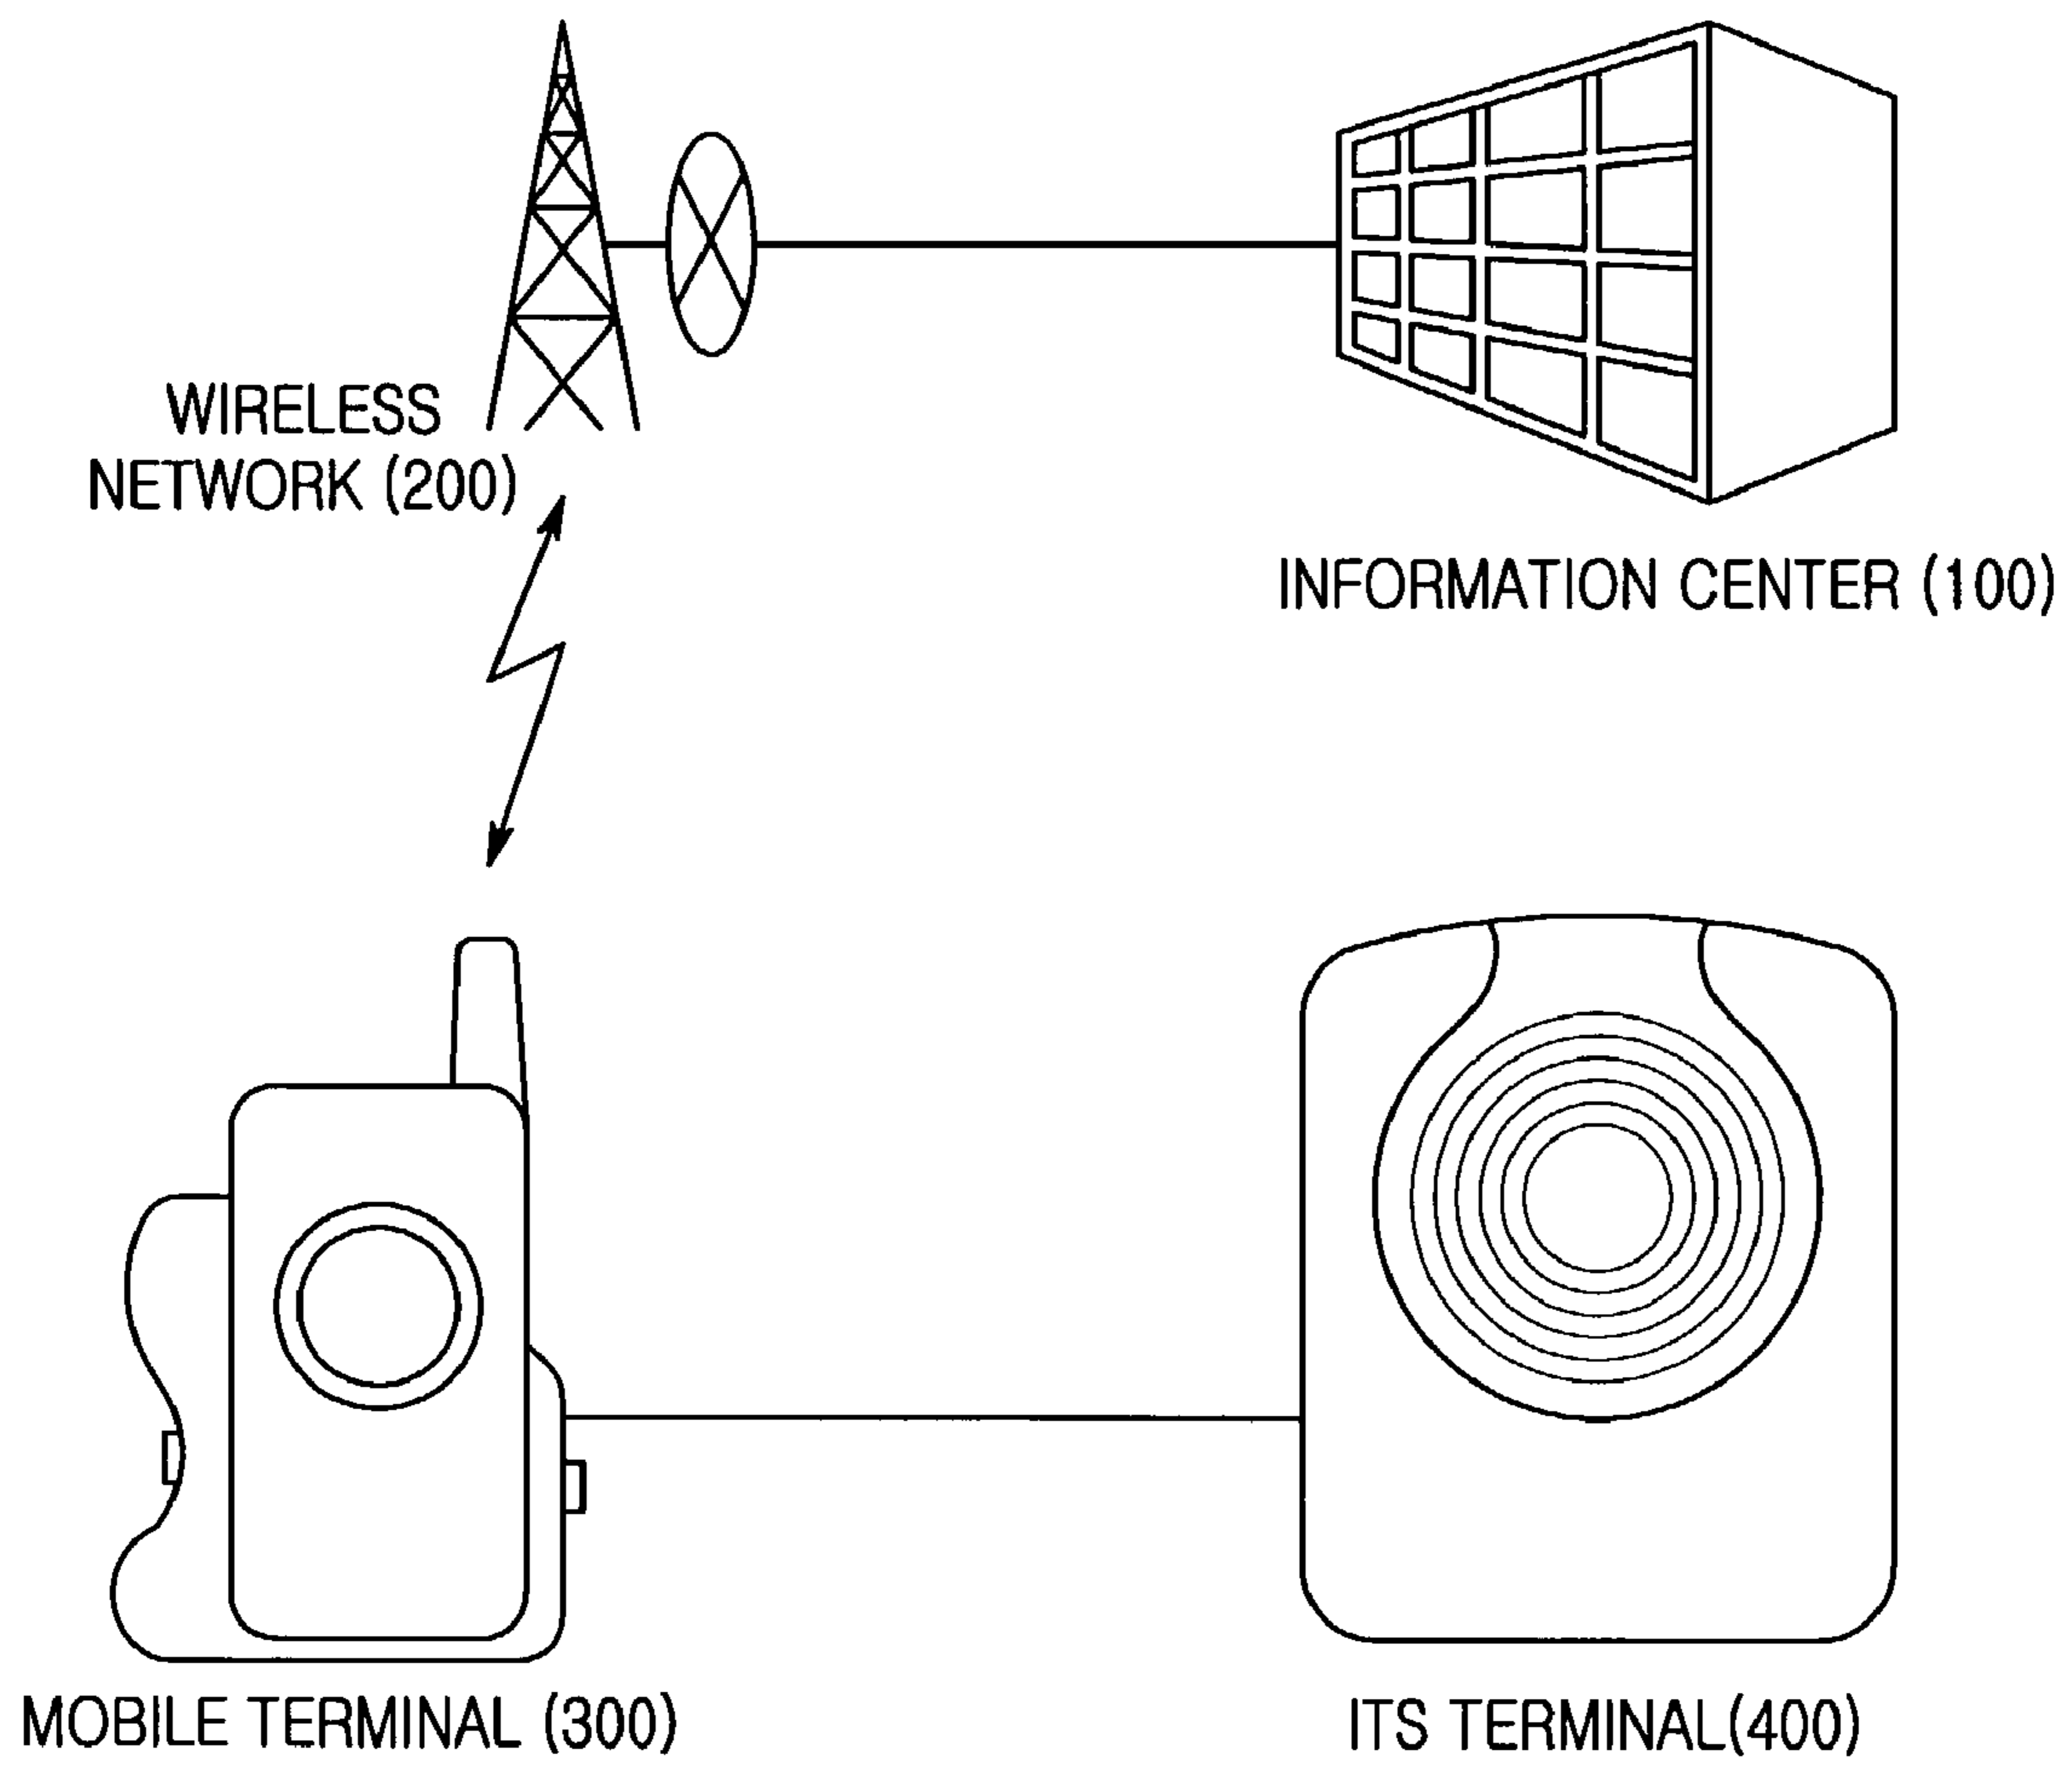 WIRELESS
NETWORK (200)
INFORMATION CENTER (100)
MOBILE TERMINAL (300)
ITS TERMINAL(400)